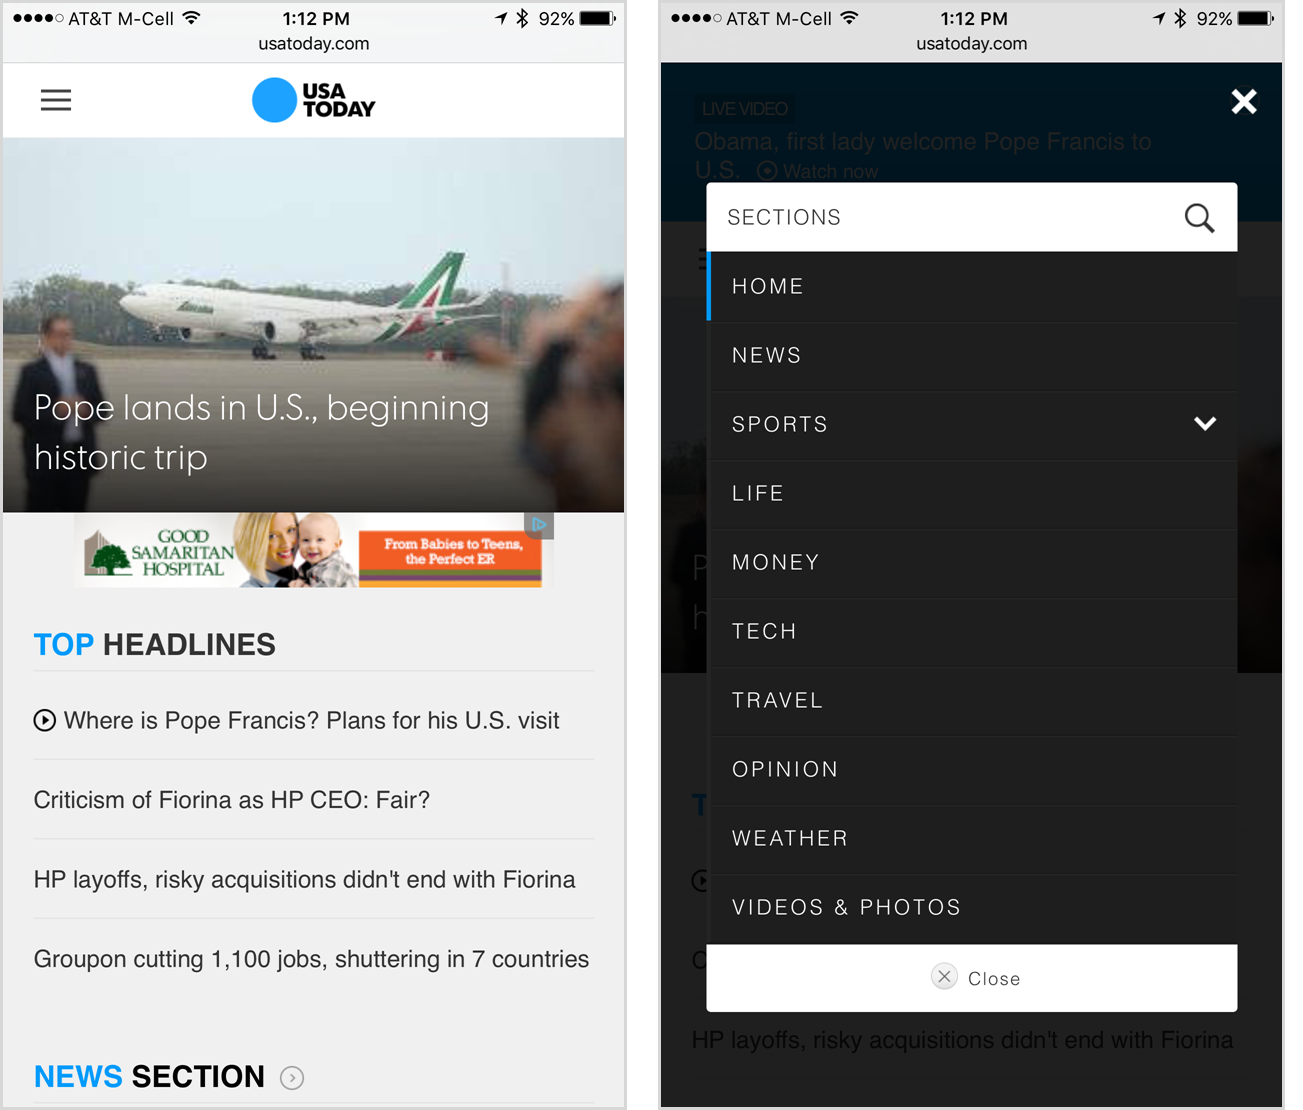 AT&T M-Cell
1:12 PM
92%
usatoday.com
USA
TODAY
Alitalia
Pope lands in U.S., beginning
historic trip
GOOD
SAMARITAN
HOSPITAL
From Babies to Teens,
the Perfect ER
TOP HEADLINES
Where is Pope Francis? Plans for his U.S. visit
Criticism of Fiorina as HP CEO: Fair?
HP layoffs, risky acquisitions didn't end with Fiorina
Groupon cutting 1,100 jobs, shuttering in 7 countries
NEWS SECTION
AT&T M-Cell
1:12 PM
92%
usatoday.com
LIVE VIDEO
Obama, first lady welcome Pope Francis to
U.S. Watch now
SECTIONS
HOME
NEWS
SPORTS
LIFE
MONEY
TECH
TRAVEL
OPINION
WEATHER
VIDEOS & PHOTOS
Close
HP layoffs, risky acquisitions didn't end with Fiorina